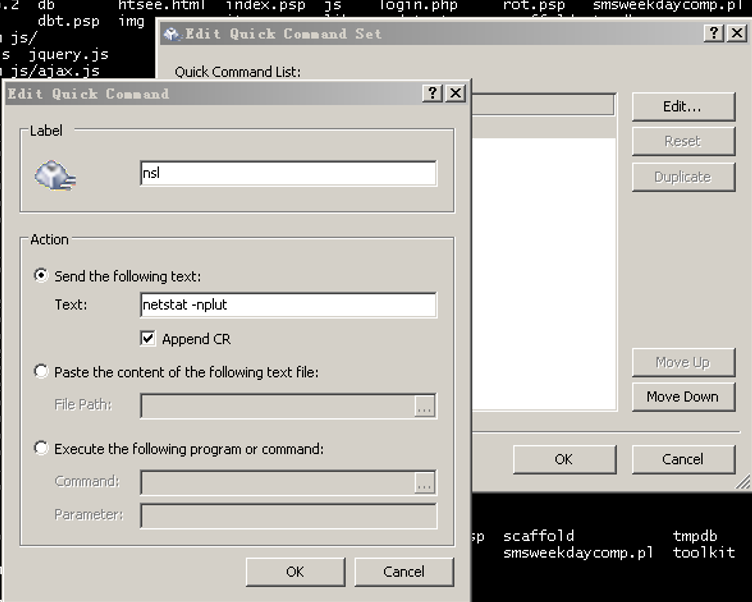 .2 db htsee.html index.psp js login.php rot.psp smsweekdaycomp.pl
dbt.psp img
js/
s jquery.js
js/ajax.js
Edit Quick Command Set
Quick Command List:
Edit...
Reset
Duplicate
Move Up
Move Down
OK Cancel
Edit Quick Command
Label
nsl
Action
Send the following text:
Text: netstat -nplut
Append CR
Paste the content of the following text file:
File Path: ...
Execute the following program or command:
Command: ...
Parameter:
OK Cancel
sp scaffold tmpdb
smsweekdaycomp.pl toolkit